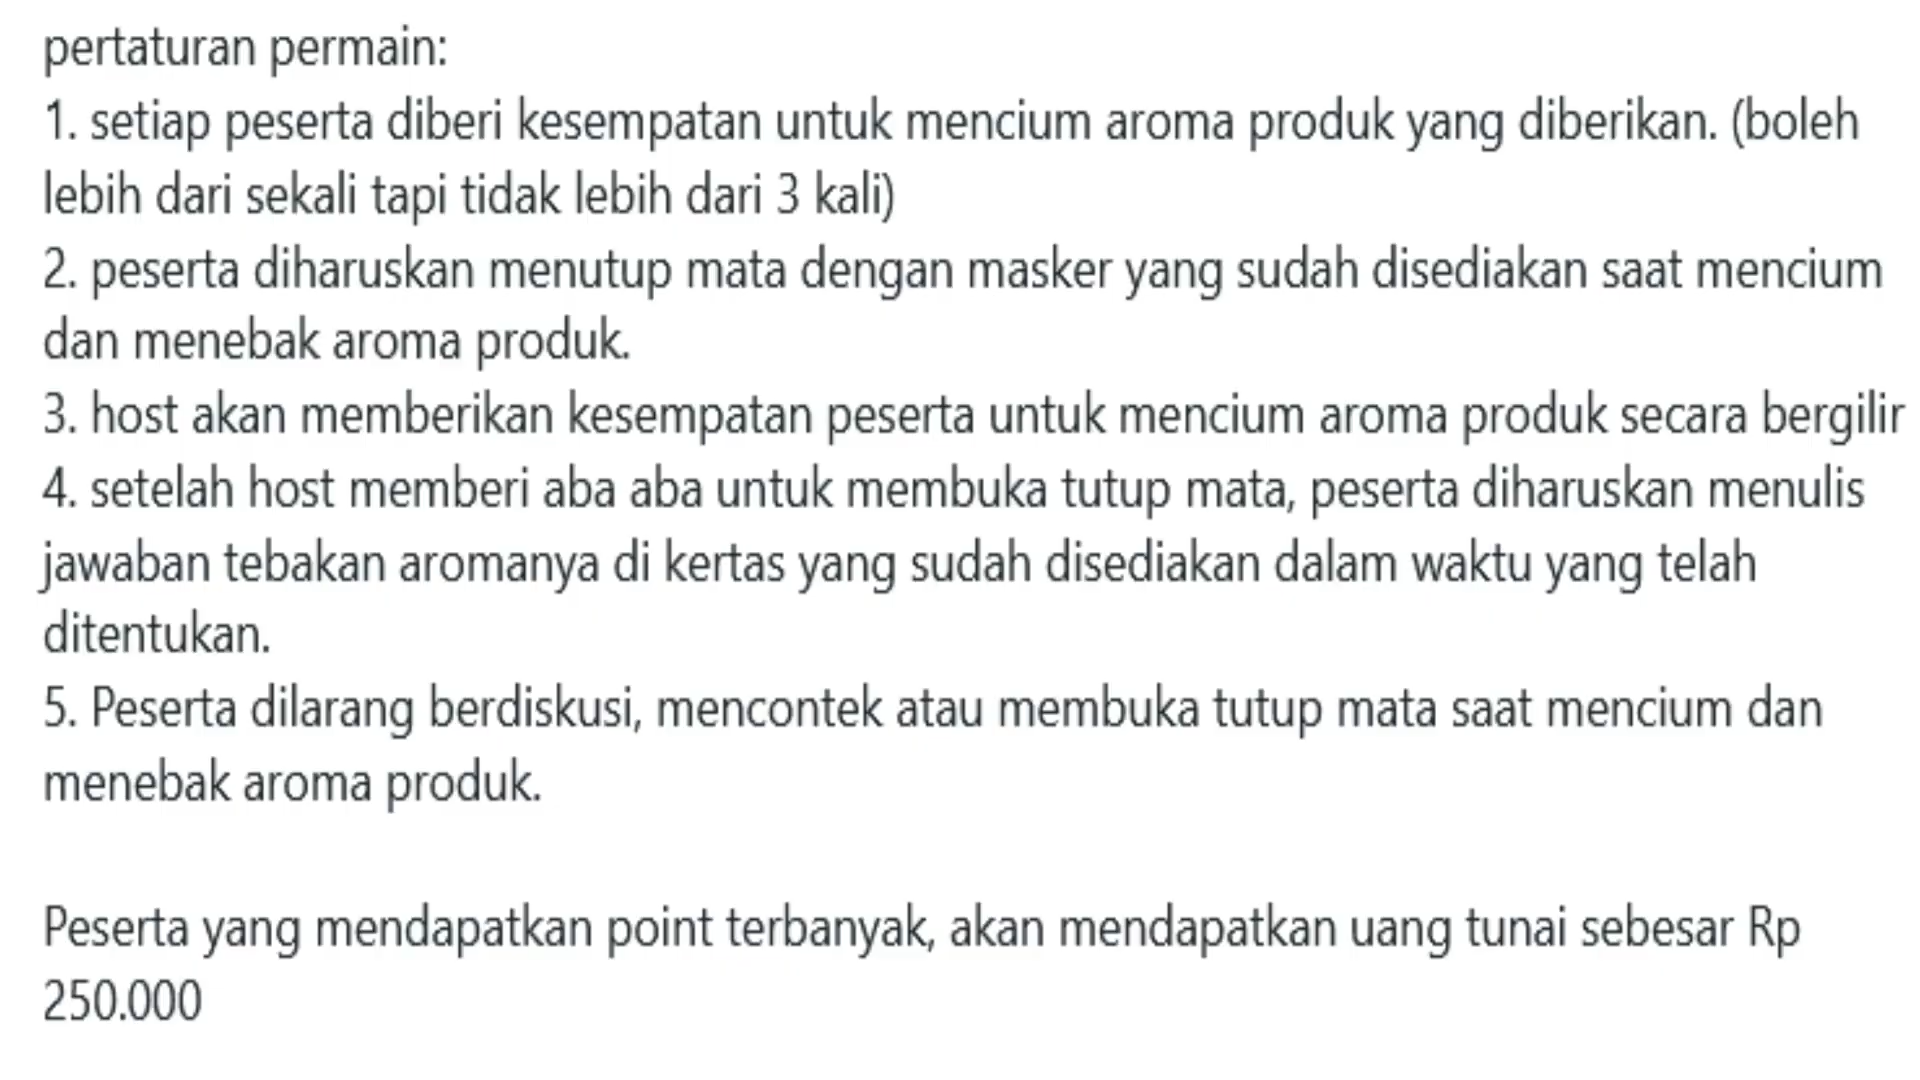 pertaturan permain:
1. setiap peserta diberi kesempatan untuk mencium aroma produk yang diberikan. (boleh
lebih dari sekali tapi tidak lebih dari 3 kali)
2. peserta diharuskan menutup mata dengan masker yang sudah disediakan saat mencium
dan menebak aroma produk.
3. host akan memberikan kesempatan peserta untuk mencium aroma produk secara bergilir
4. setelah host memberi aba aba untuk membuka tutup mata, peserta diharuskan menulis
jawaban tebakan aromanya di kertas yang sudah disediakan dalam waktu yang telah
ditentukan.
5. Peserta dilarang berdiskusi, mencontek atau membuka tutup mata saat mencium dan
menebak aroma produk.
Peserta yang mendapatkan point terbanyak, akan mendapatkan uang tunai sebesar Rp
250.000